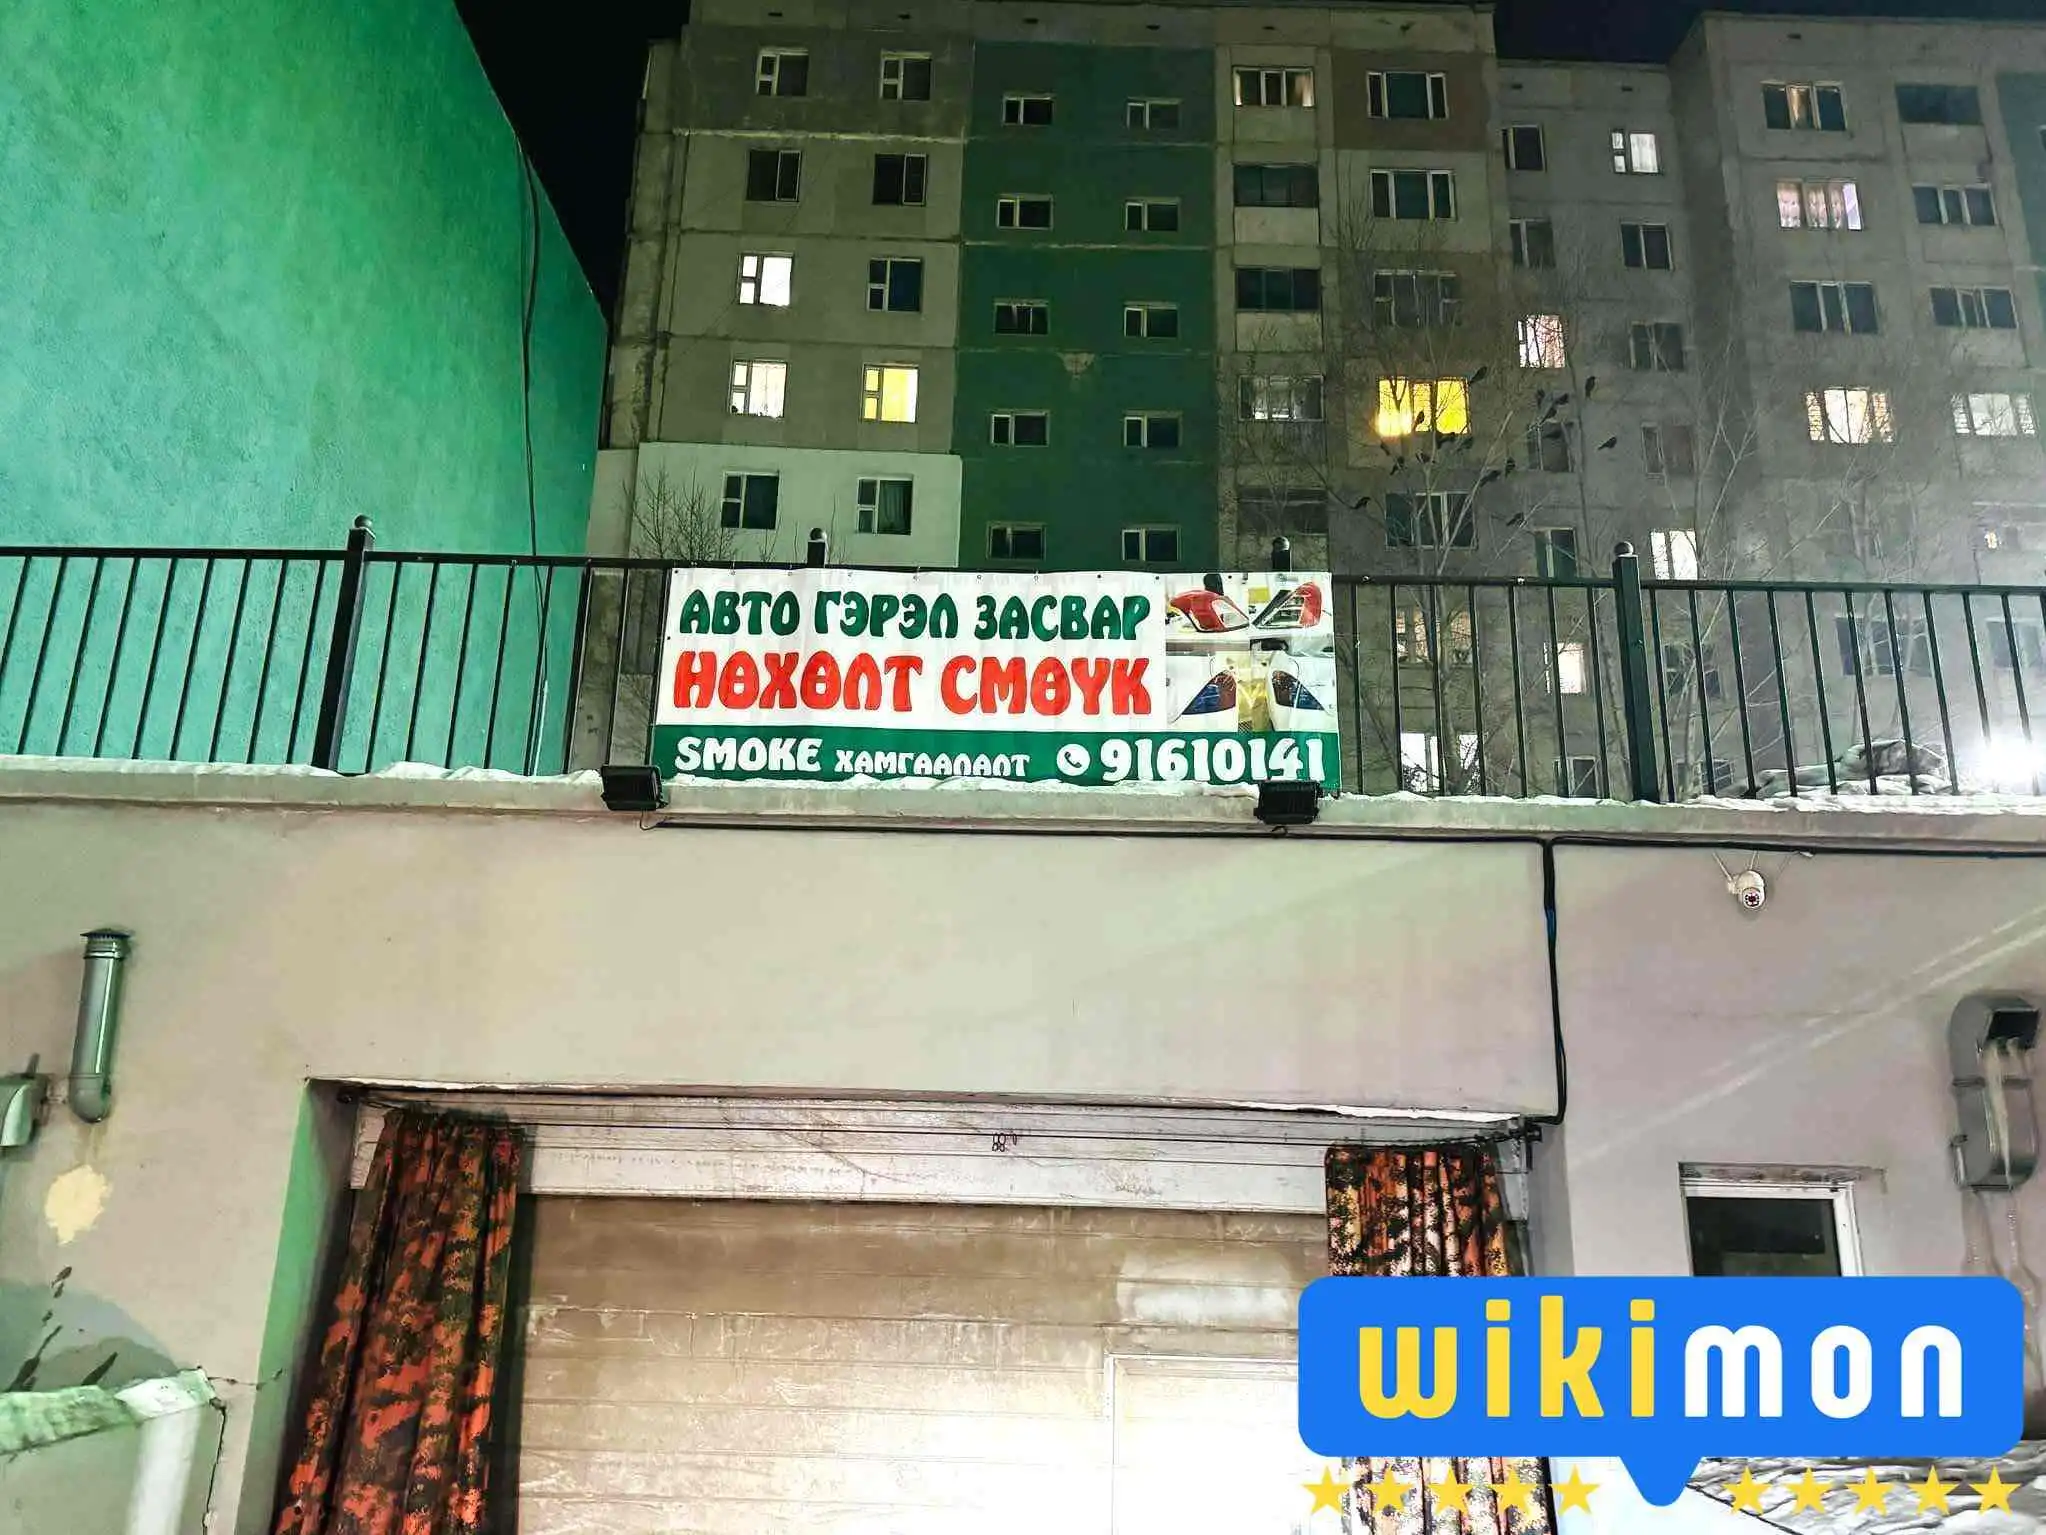 АВТО ГЭРЭЛ ЗАСВАР
НӨХӨЛТ СМӨҮК
SMOKE ХАМГААЛАЛТ 91610141
wikimon